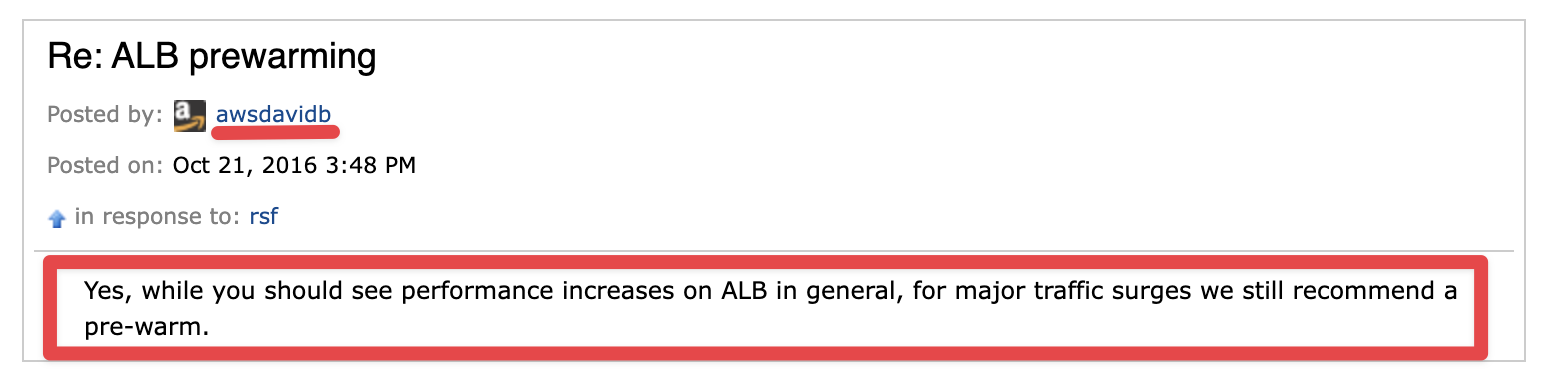 Re: ALB prewarming
Posted by: awsdavidb
Posted on: Oct 21, 2016 3:48 PM
in response to: rsf
Yes, while you should see performance increases on ALB in general, for major traffic surges we still recommend a
pre-warm.